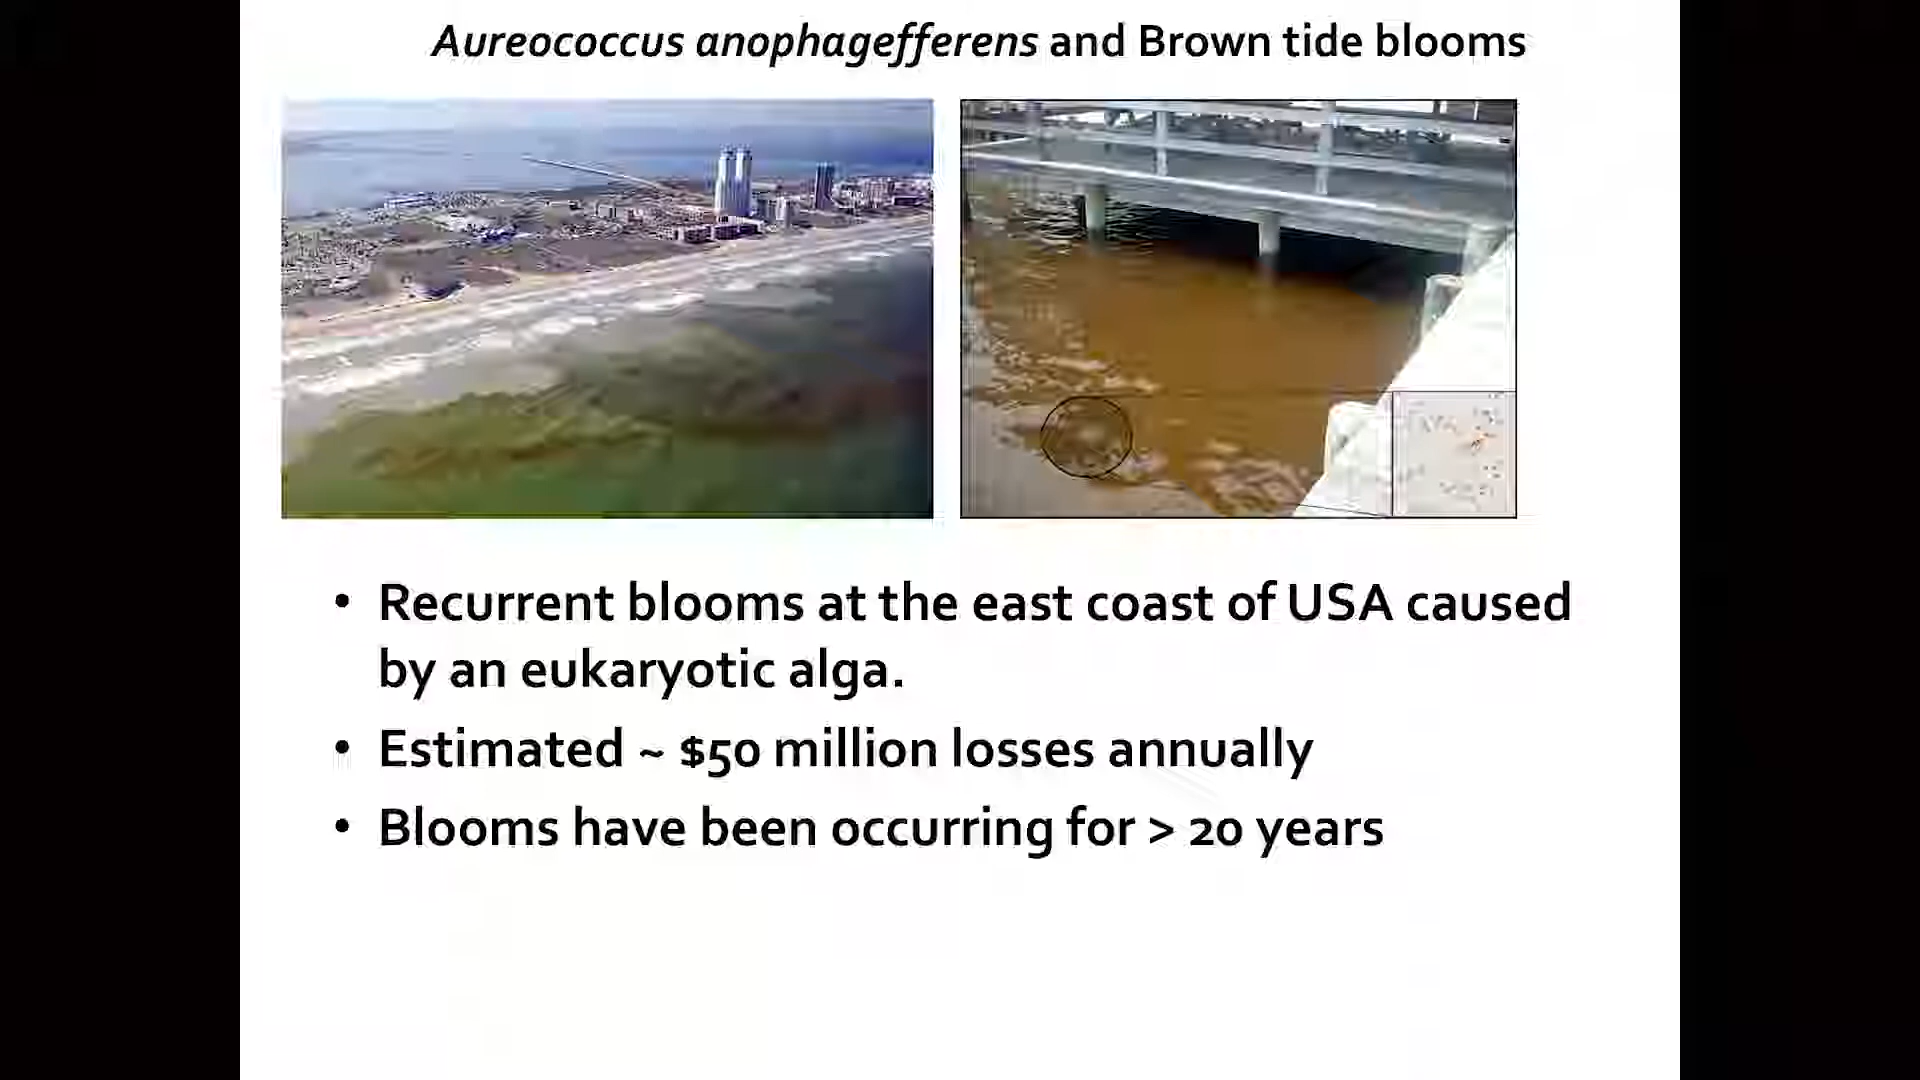 Aureococcus anophagefferens and Brown tide blooms
• Recurrent blooms at the east coast of USA caused
by an eukaryotic alga.
• Estimated ~ $50 million losses annually
• Blooms have been occurring for > 20 years